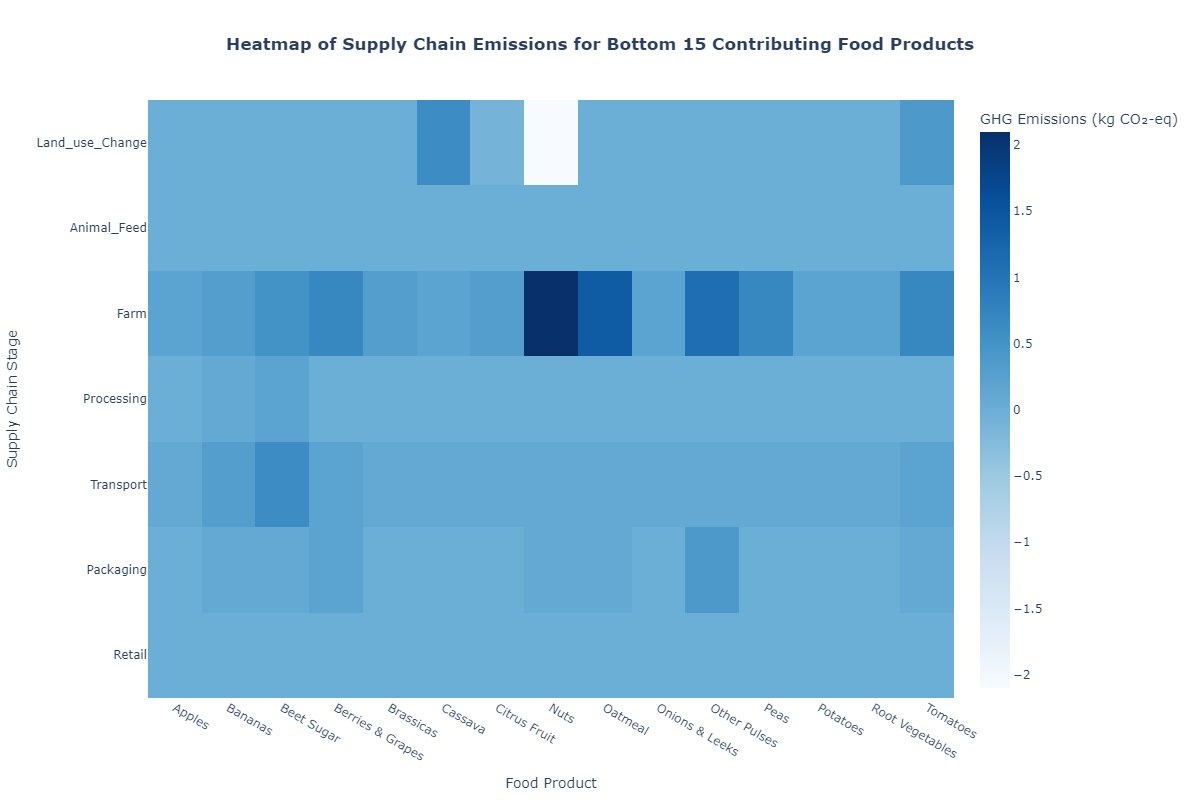 Heatmap of Supply Chain Emissions for Bottom 15 Contributing Food Products
GHG Emissions (kg CO₂-eq)
2
1.5
1
0.5
0
−0.5
−1
−1.5
−2
Supply Chain Stage
Land_use_Change
Animal_Feed
Farm
Processing
Transport
Packaging
Retail
Apples
Bananas
Beet Sugar
Berries & Grapes
Brassicas
Cassava
Citrus Fruit
Nuts
Oatmeal
Onions & Leeks
Other Pulses
Peas
Potatoes
Root Vegetables
Tomatoes
Food Product